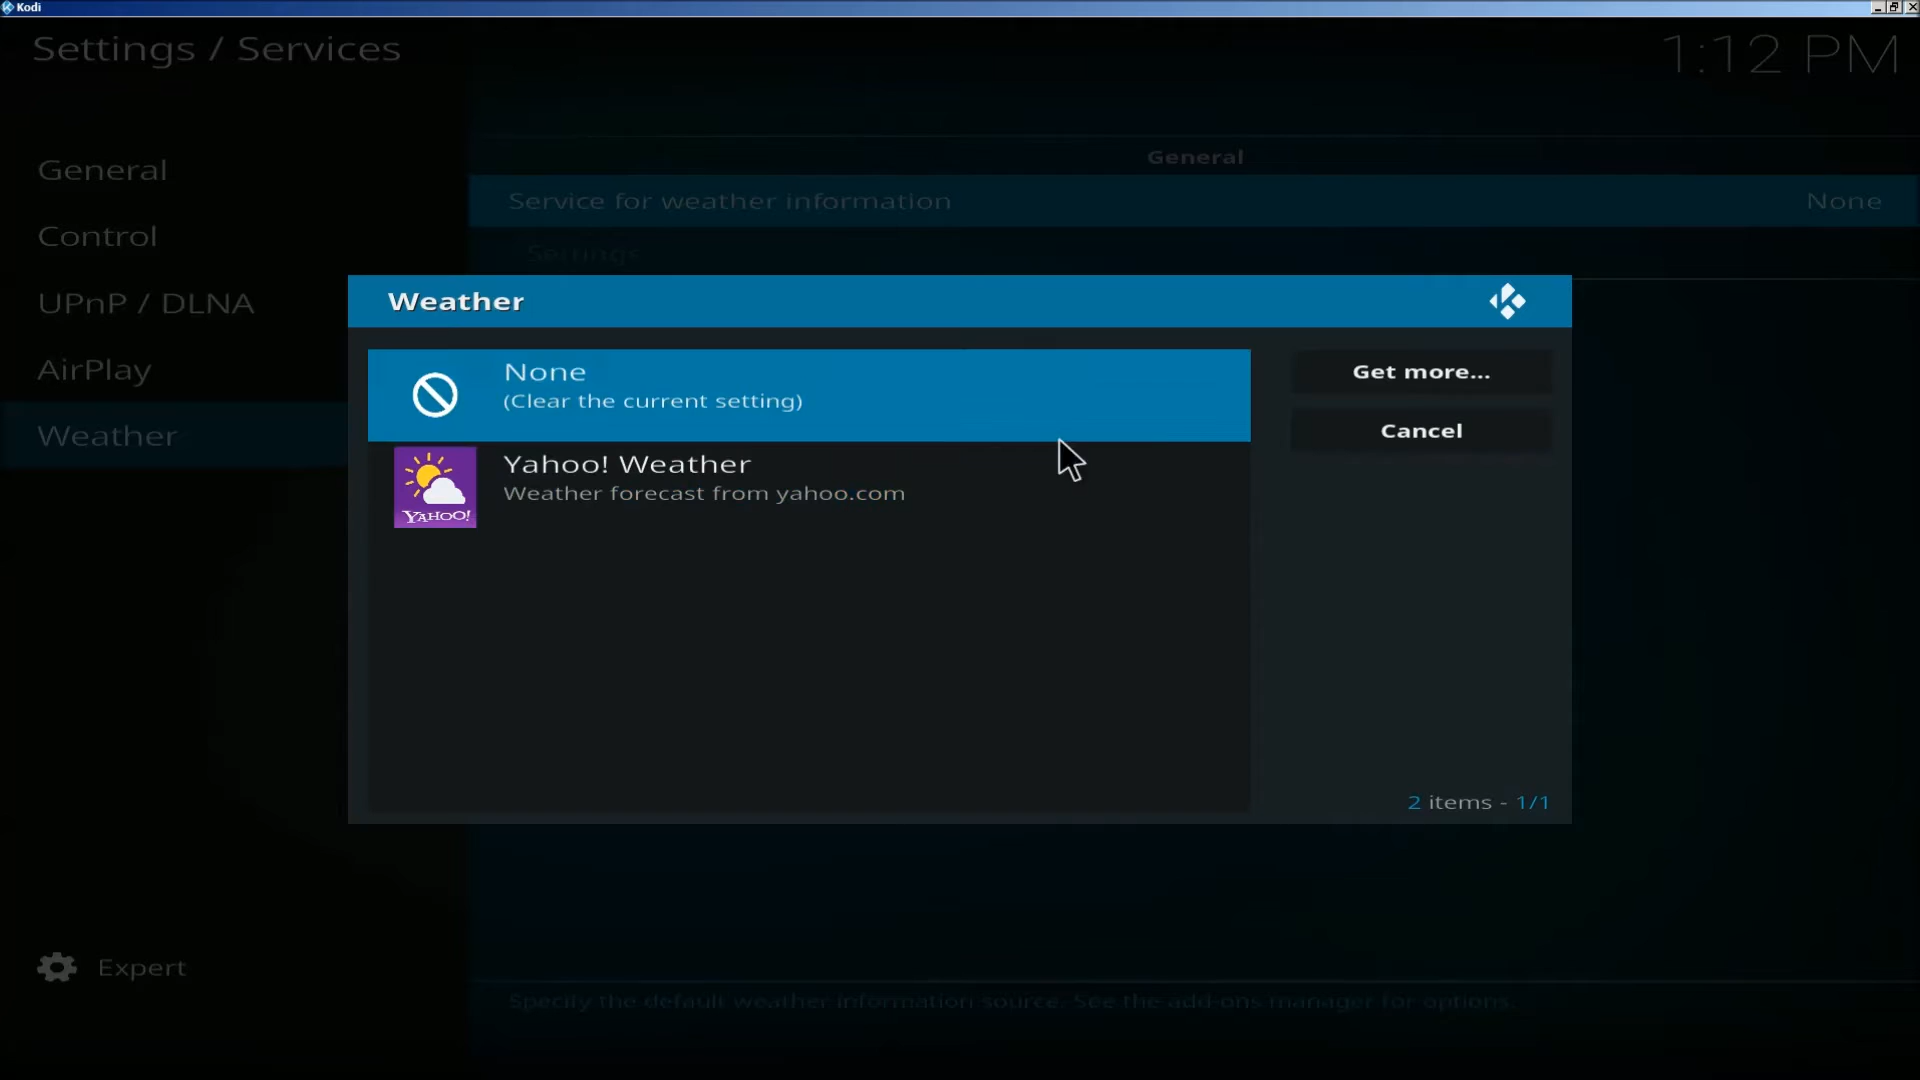 Kodi
Settings / Services
1:12 PM
General
Control
UPnP / DLNA
AirPlay
Weather
Expert
General
Service for weather information
None
Settings
Weather
None
(Clear the current setting)
Yahoo! Weather
Weather forecast from yahoo.com
YAHOO!
Get more...
Cancel
2 items - 1/1
Specify the default weather information source. See the add-ons manager for options.